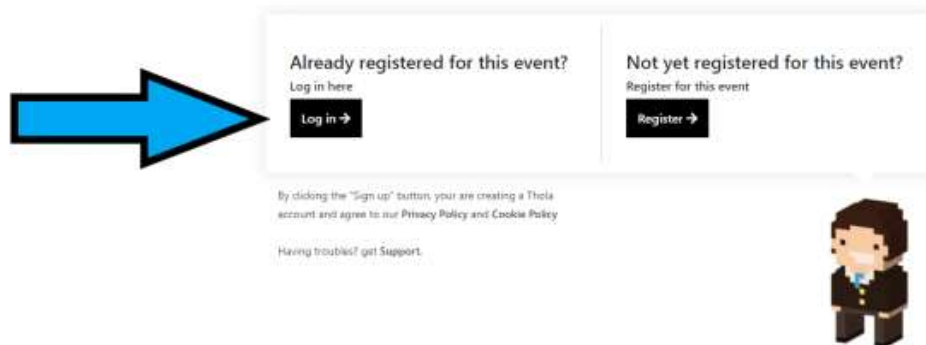 Already registered for this event?
Log in here
Log in →
Not yet registered for this event?
Register for this event
Register →
By clicking the "Sign up" button, your are creating a Thola
account and agree to our Privacy Policy and Cookie Policy
Having troubles? get Support.